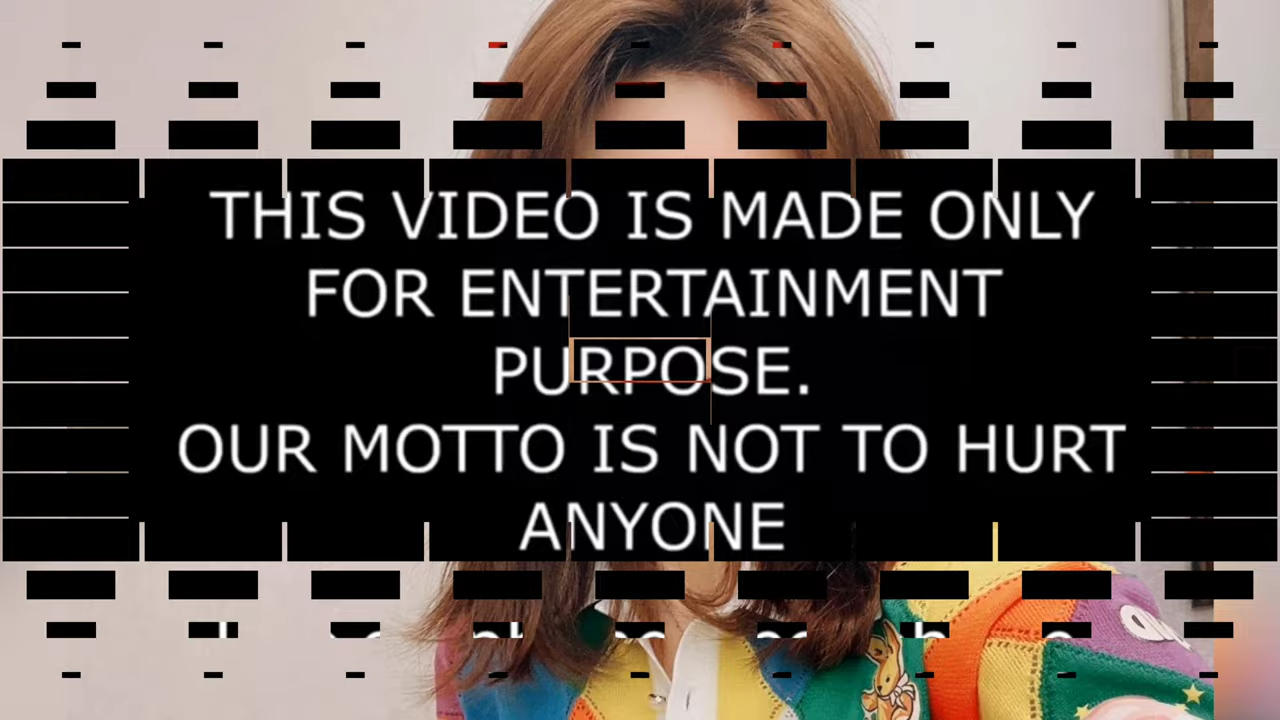 THIS VIDEO IS MADE ONLY
FOR ENTERTAINMENT
PURPOSE.
OUR MOTTO IS NOT TO HURT
ANYONE